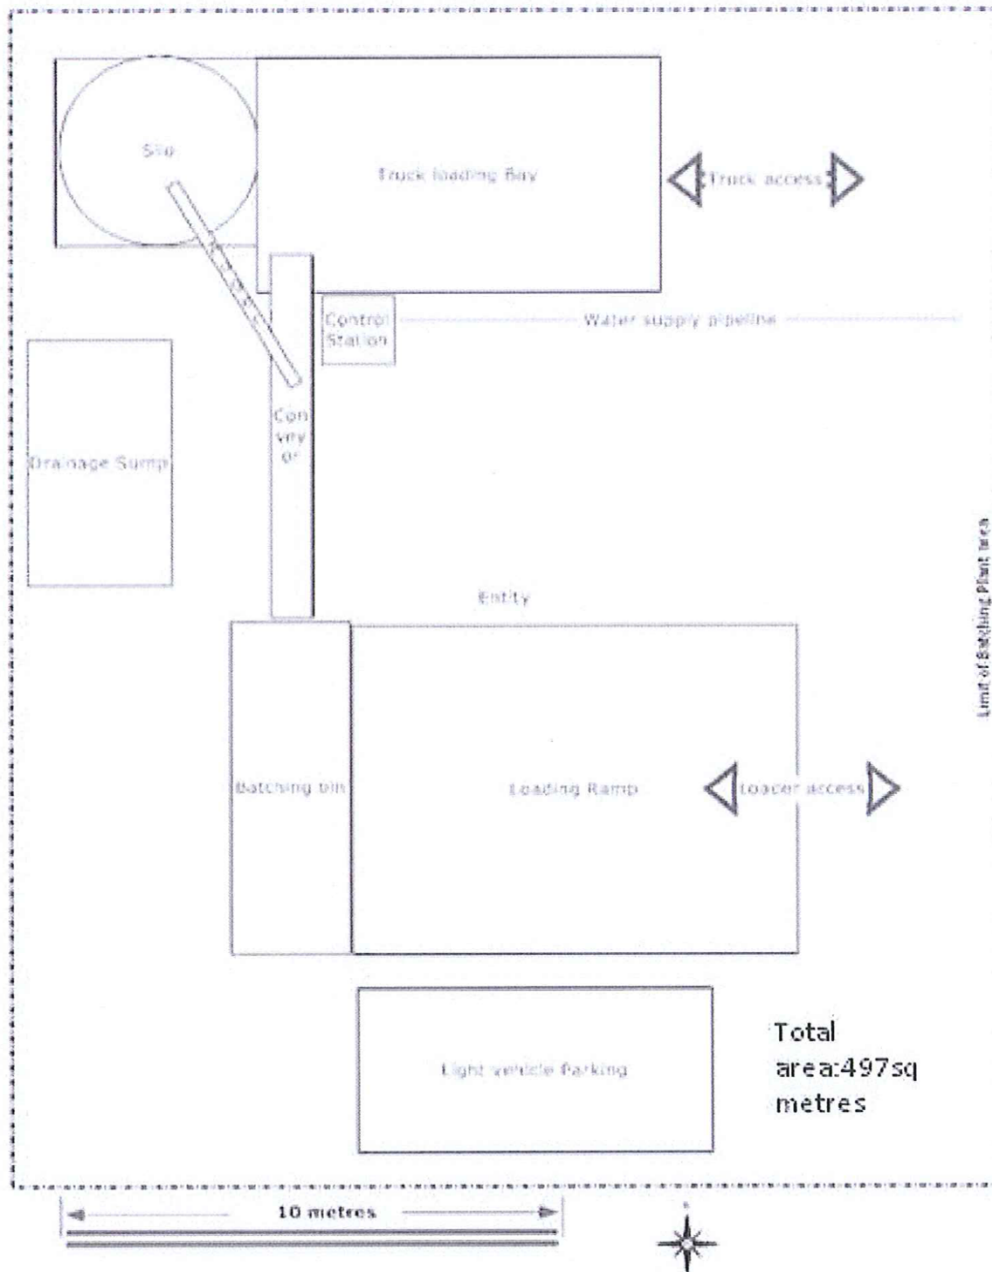 Silo
Truck loading Bay
Truck access
Control
Station
Water supply pipeline
Con
vey
or
Drainage Sump
Entity
Limit of Batching Plant area
Batching bin
Loading Ramp
Loader access
Light vehicle Parking
Total
area:497sq
metres
10 metres